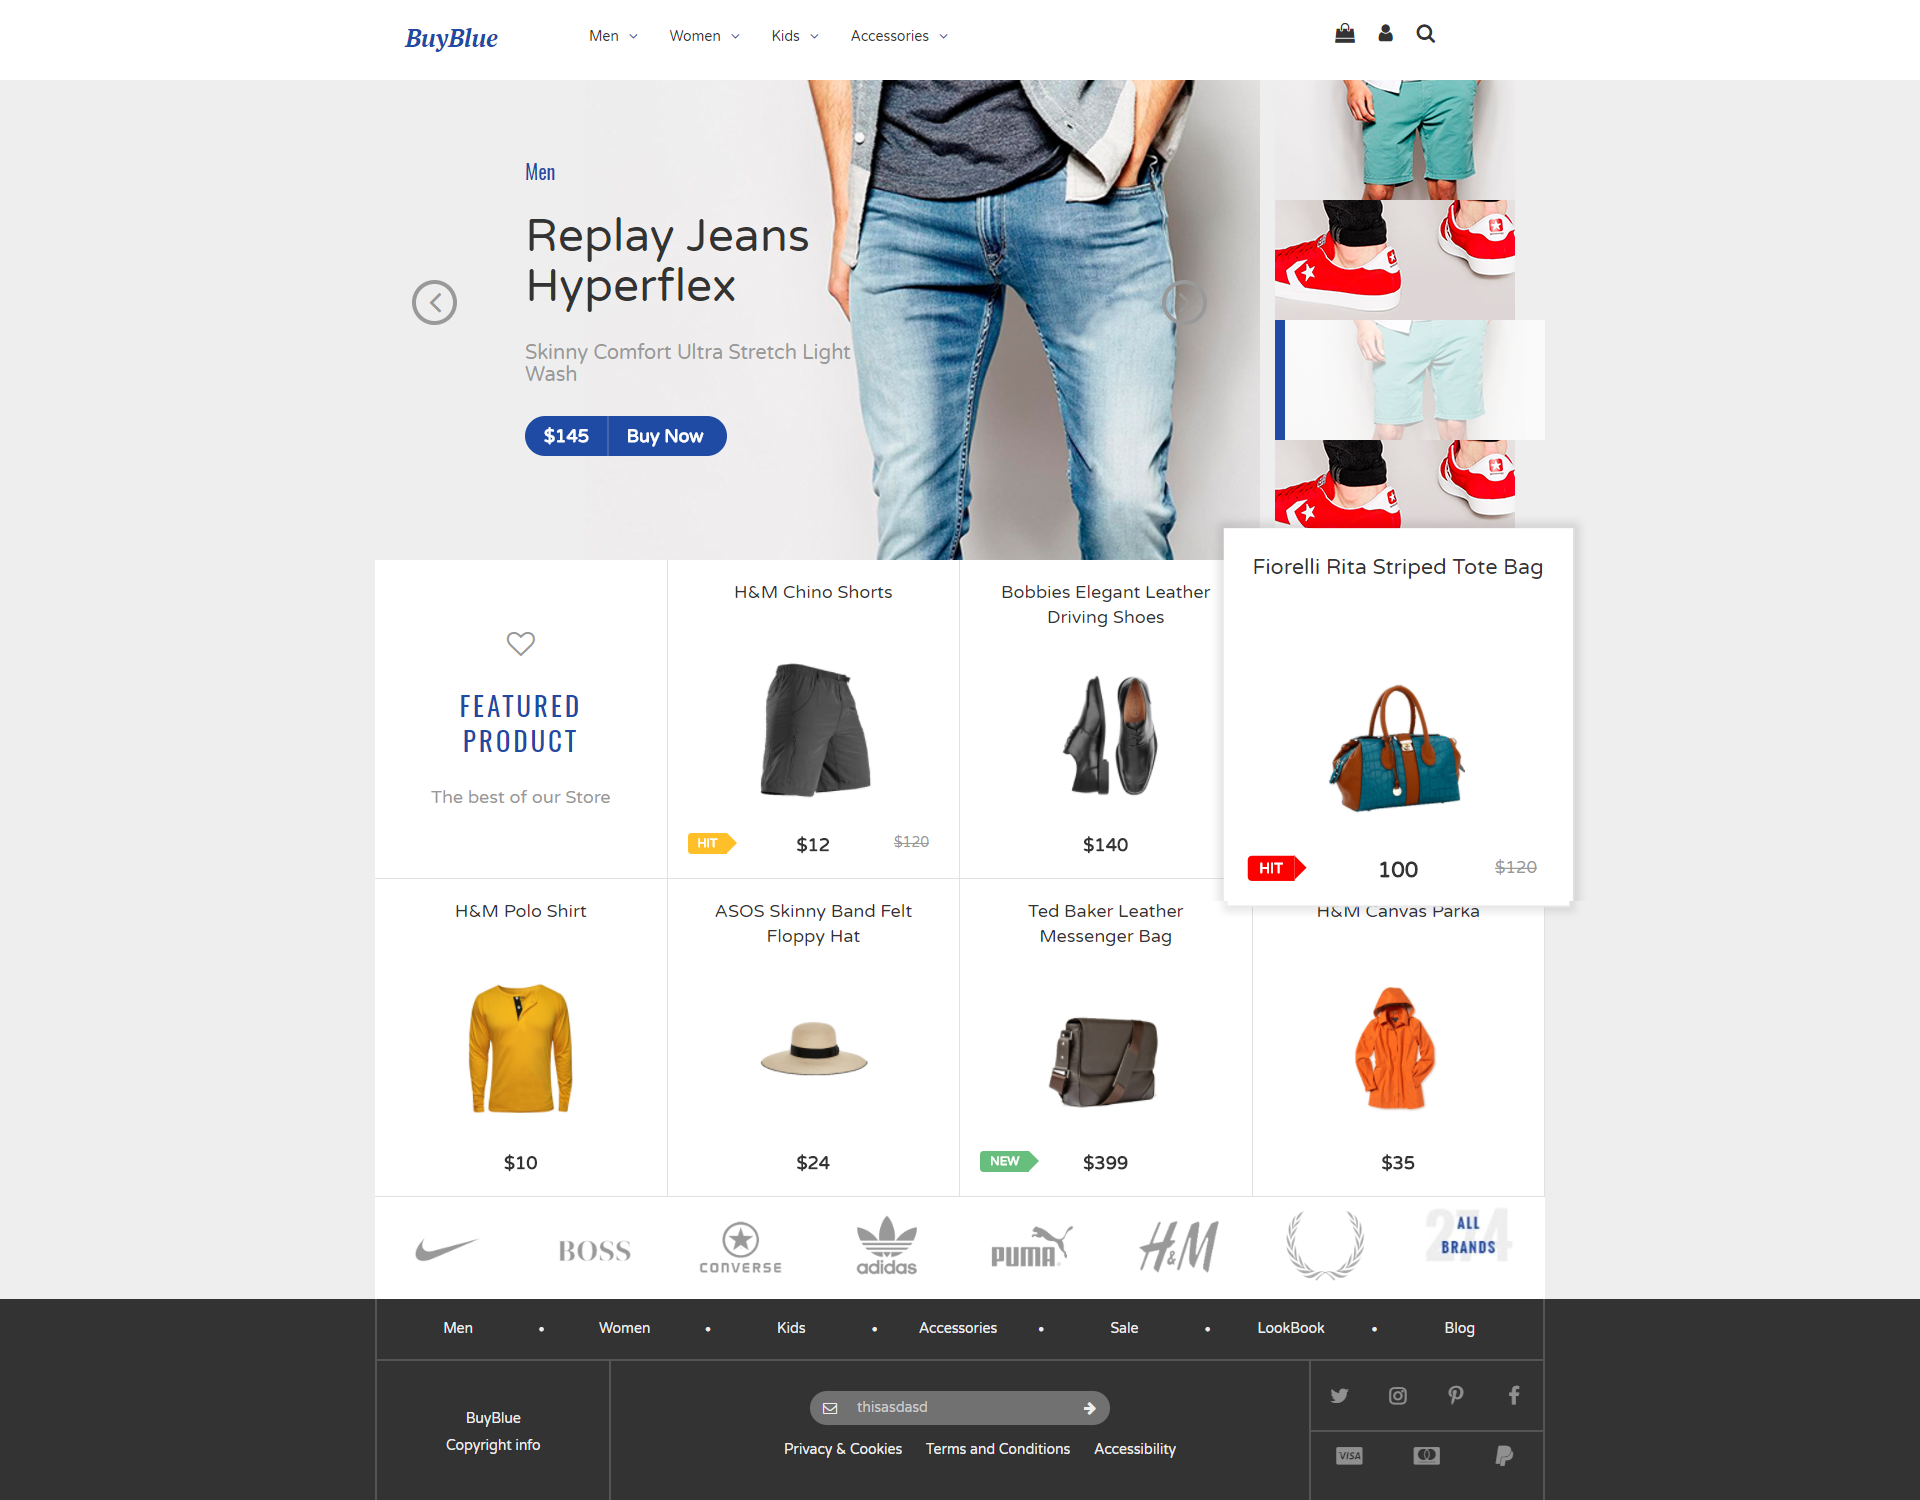 BuyBlue
Men
Women
Kids
Accessories
Men
Replay Jeans
Hyperflex
Skinny Comfort Ultra Stretch Light
Wash
$145
Buy Now
FEATURED
PRODUCT
The best of our Store
H&M Chino Shorts
HIT
$12
$120
Bobbies Elegant Leather
Driving Shoes
$140
Fiorelli Rita Striped Tote Bag
HIT
100
$120
H&M Polo Shirt
$10
ASOS Skinny Band Felt
Floppy Hat
$24
Ted Baker Leather
Messenger Bag
NEW
$399
H&M Canvas Parka
$35
BOSS
CONVERSE
adidas
PUMA
H&M
274
ALL
BRANDS
Men
Women
Kids
Accessories
Sale
LookBook
Blog
BuyBlue
Copyright info
thisasdasd
Privacy & Cookies
Terms and Conditions
Accessibility
VISA